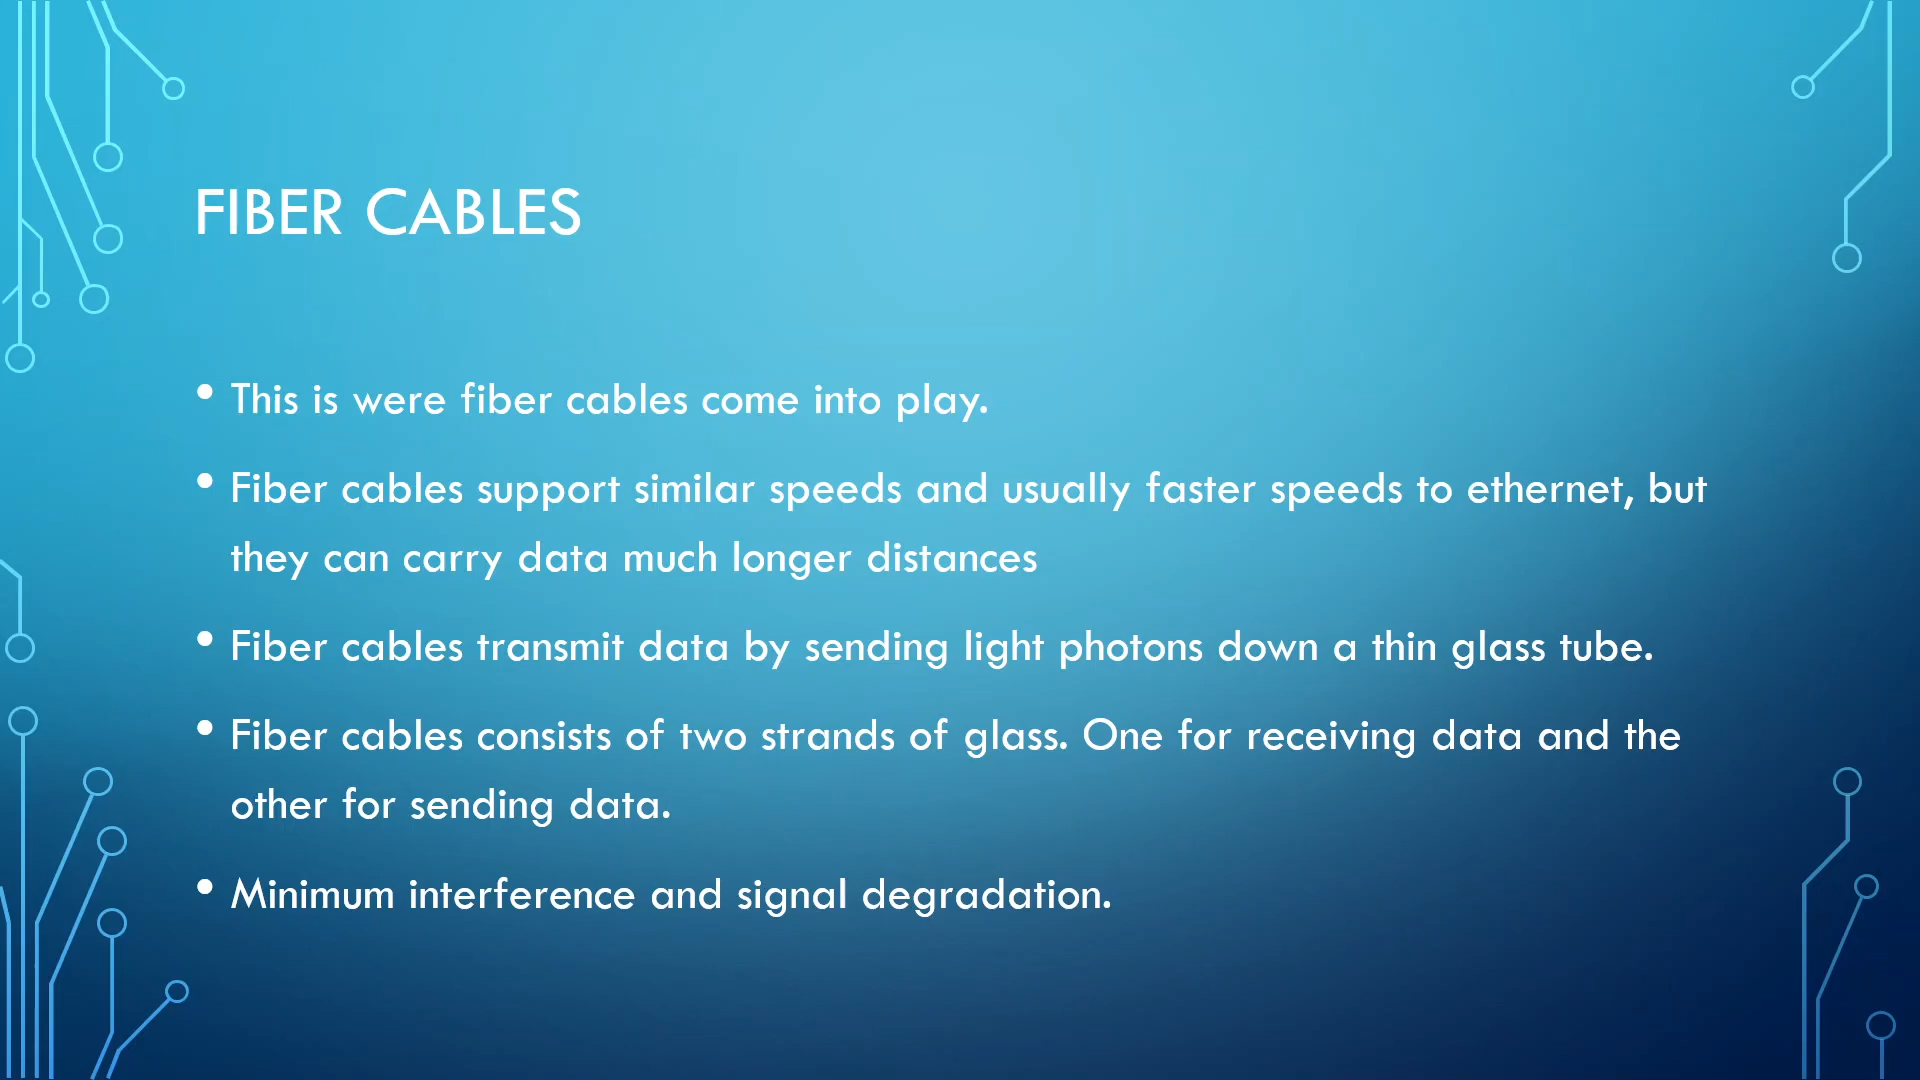 FIBER CABLES
• This is were fiber cables come into play.
• Fiber cables support similar speeds and usually faster speeds to ethernet, but
they can carry data much longer distances
• Fiber cables transmit data by sending light photons down a thin glass tube.
• Fiber cables consists of two strands of glass. One for receiving data and the
other for sending data.
• Minimum interference and signal degradation.